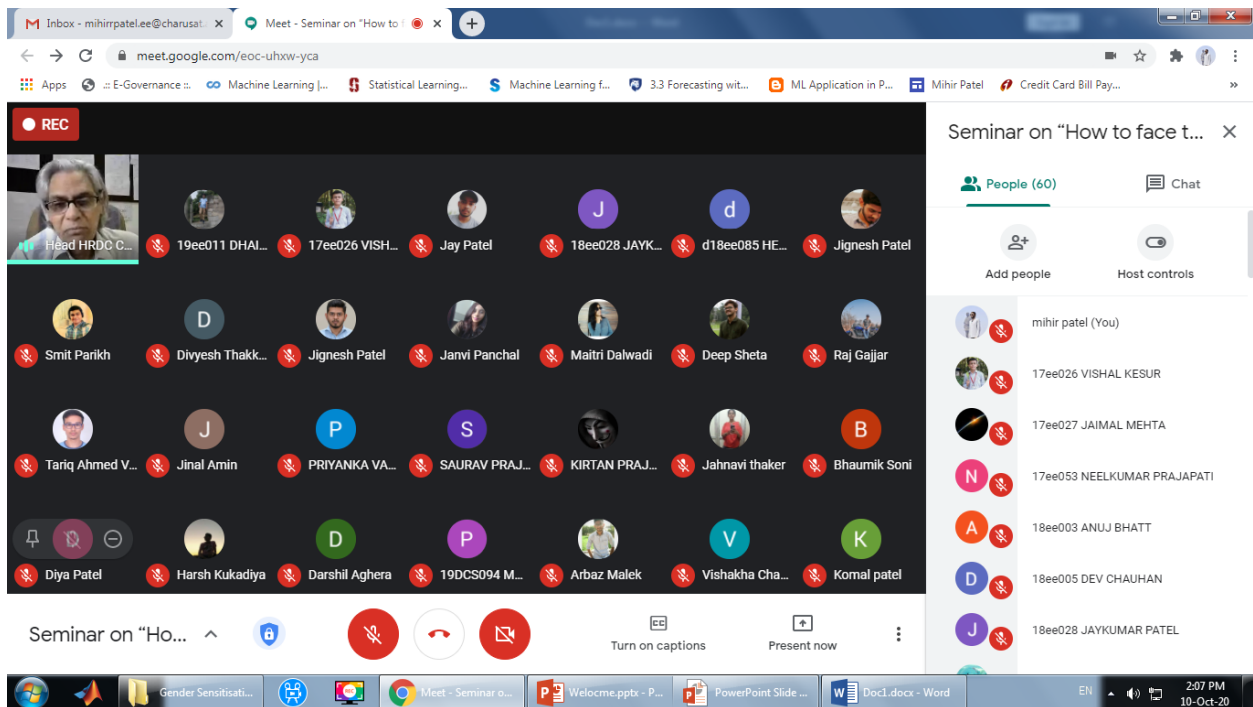 Inbox - mihirrpatel.ee@charusat.
Meet - Seminar on "How to f
Doc1.docx - Word
meet.google.com/eoc-uhxw-yca
Apps
.:: E-Governance ::.
Machine Learning |...
Statistical Learning...
Machine Learning f...
3.3 Forecasting wit...
ML Application in P...
Mihir Patel
Credit Card Bill Pay...
»
REC
Head HRDC C...
19ee011 DHAI...
17ee026 VISH...
Jay Patel
J
18ee028 JAYK...
d
d18ee085 HE...
Jignesh Patel
Smit Parikh
D
Divyesh Thakk...
Jignesh Patel
Janvi Panchal
Maitri Dalwadi
Deep Sheta
Raj Gajjar
Tariq Ahmed V...
J
Jinal Amin
P
PRIYANKA VA...
S
SAURAV PRAJ...
KIRTAN PRAJ...
Jahnavi thaker
B
Bhaumik Soni
Diya Patel
Harsh Kukadiya
D
Darshil Aghera
P
19DCS094 M...
Arbaz Malek
V
Vishakha Cha...
K
Komal patel
Seminar on "Ho...
CC
Turn on captions
Present now
Seminar on "How to face t...
People (60)
Chat
Add people
Host controls
mihir patel (You)
17ee026 VISHAL KESUR
17ee027 JAIMAL MEHTA
N
17ee053 NEELKUMAR PRAJAPATI
A
18ee003 ANUJ BHATT
D
18ee005 DEV CHAUHAN
J
18ee028 JAYKUMAR PATEL
Gender Sensitisati...
Meet - Seminar o...
Welocme.pptx - P...
PowerPoint Slide ...
Doc1.docx - Word
EN
2:07 PM
10-Oct-20